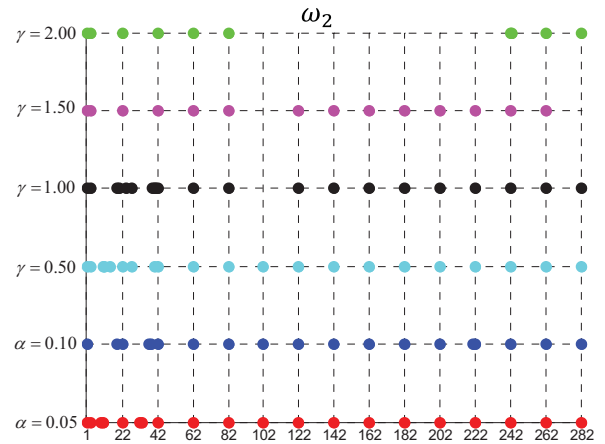 ω₂
γ = 2.00
γ = 1.50
γ = 1.00
γ = 0.50
α = 0.10
α = 0.05
1 22 42 62 82 102 122 142 162 182 202 222 242 262 282